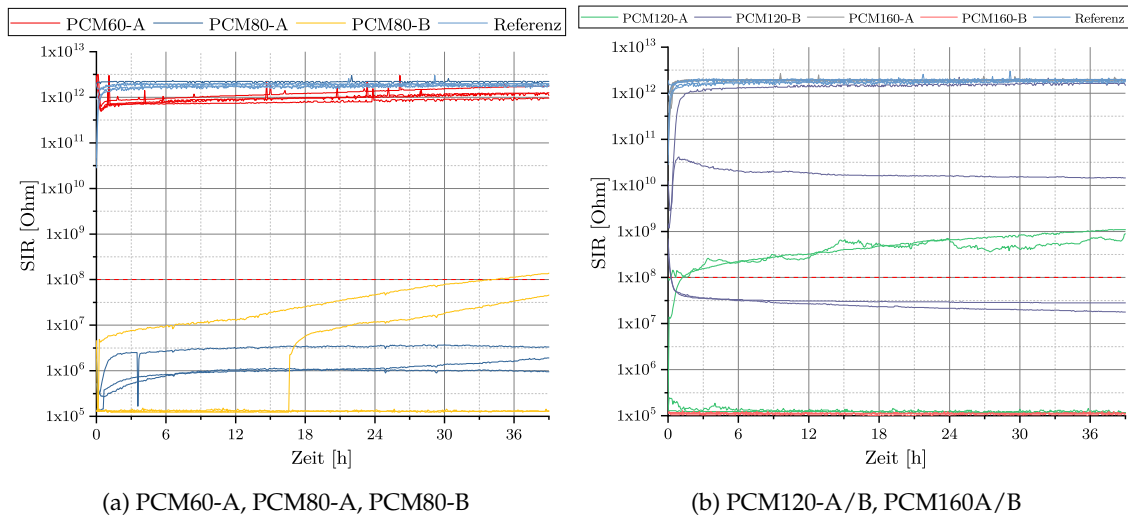 PCM60-A PCM80-A PCM80-B Referenz
1x10^13
1x10^12
1x10^11
1x10^10
1x10^9
1x10^8
1x10^7
1x10^6
1x10^5
SIR [Ohm]
0 6 12 18 24 30 36
Zeit [h]
(a) PCM60-A, PCM80-A, PCM80-B
PCM120-A PCM120-B PCM160-A PCM160-B Referenz
1x10^13
1x10^12
1x10^11
1x10^10
1x10^9
1x10^8
1x10^7
1x10^6
1x10^5
SIR [Ohm]
0 6 12 18 24 30 36
Zeit [h]
(b) PCM120-A/B, PCM160A/B